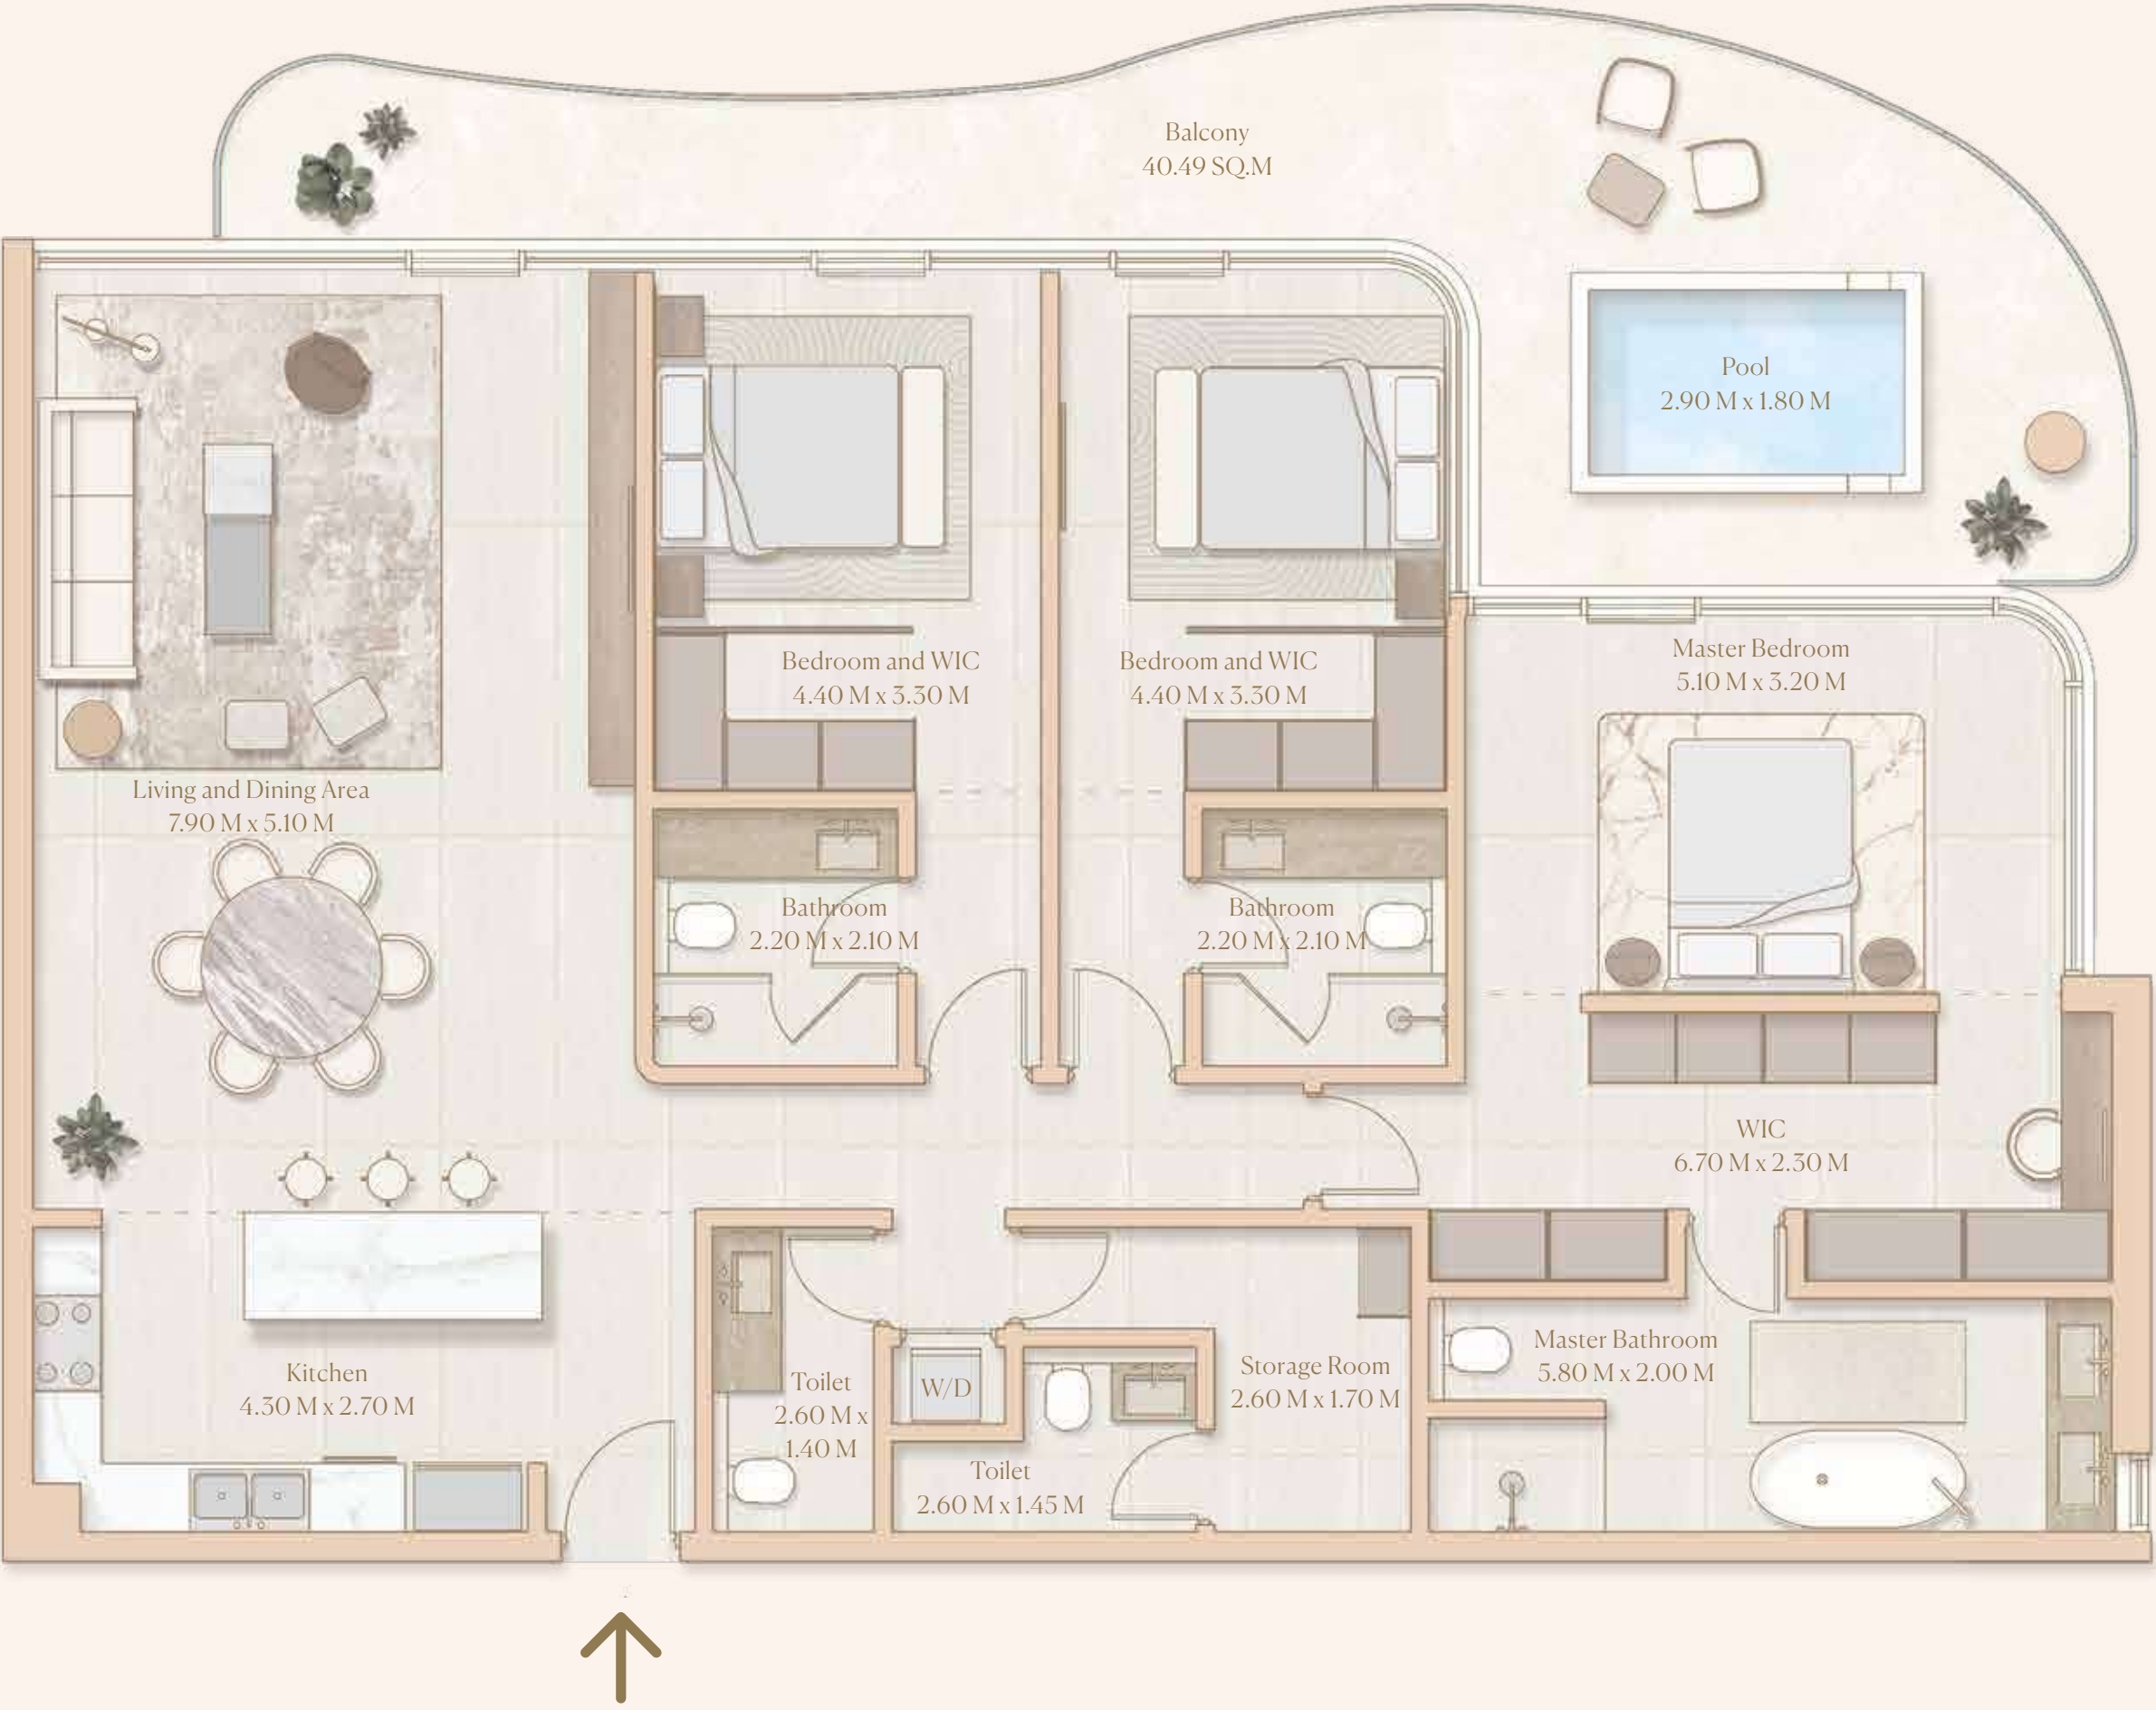 Balcony
40.49 SQ.M
Pool
2.90 M x 1.80 M
Bedroom and WIC
4.40 M x 3.30 M
Bedroom and WIC
4.40 M x 3.30 M
Master Bedroom
5.10 M x 3.20 M
Living and Dining Area
7.90 M x 5.10 M
Bathroom
2.20 M x 2.10 M
Bathroom
2.20 M x 2.10 M
WIC
6.70 M x 2.30 M
Kitchen
4.30 M x 2.70 M
Toilet
2.60 M x
1.40 M
W/D
Toilet
2.60 M x 1.45 M
Storage Room
2.60 M x 1.70 M
Master Bathroom
5.80 M x 2.00 M